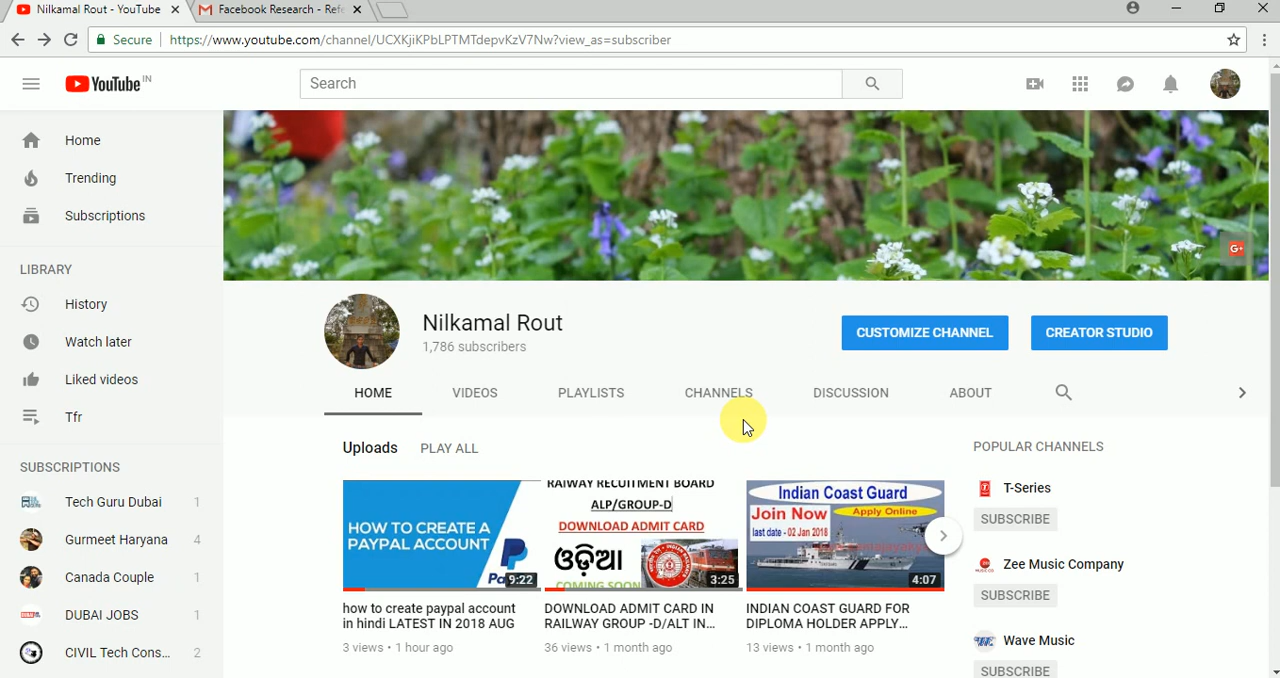 Nilkamal Rout - YouTube
Facebook Research - Refe
Secure
https://www.youtube.com/channel/UCXKjiKPbLPTMTdepvKzV7Nw?view_as=subscriber
YouTube IN
Search
Home
Trending
Subscriptions
LIBRARY
History
Watch later
Liked videos
Tfr
SUBSCRIPTIONS
Tech Guru Dubai 1
Gurmeet Haryana 4
Canada Couple 1
DUBAI JOBS 1
CIVIL Tech Cons... 2
G+
Nilkamal Rout
1,786 subscribers
CUSTOMIZE CHANNEL
CREATOR STUDIO
HOME
VIDEOS
PLAYLISTS
CHANNELS
DISCUSSION
ABOUT
Uploads PLAY ALL
HOW TO CREATE A
PAYPAL ACCOUNT
9:22
how to create paypal account
in hindi LATEST IN 2018 AUG
3 views • 1 hour ago
RAIWAY RECUITMENT BOARD
ALP/GROUP-D
DOWNLOAD ADMIT CARD
ଓଡ଼ିଆ
COMING SOON
3:25
DOWNLOAD ADMIT CARD IN
RAILWAY GROUP -D/ALT IN...
36 views • 1 month ago
Indian Coast Guard
Join Now
Apply Online
last date - 02 Jan 2018
4:07
INDIAN COAST GUARD FOR
DIPLOMA HOLDER APPLY...
13 views • 1 month ago
POPULAR CHANNELS
T-Series
SUBSCRIBE
Zee Music Company
SUBSCRIBE
Wave Music
SUBSCRIBE